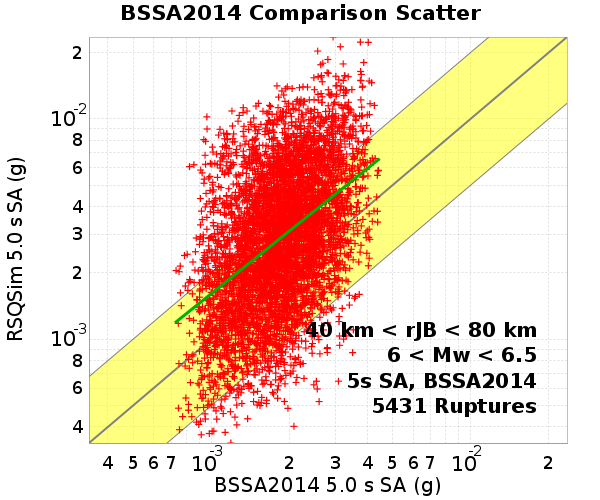 BSSA2014 Comparison Scatter
RSQSim 5.0 s SA (g)
2
10-2
8
6
4
3
2
10-3
8
6
4
40 km < rJB < 80 km
6 < Mw < 6.5
5s SA, BSSA2014
5431 Ruptures
4 5 6 7 10-3 2 3 4 5 6 7 10-2 2
BSSA2014 5.0 s SA (g)